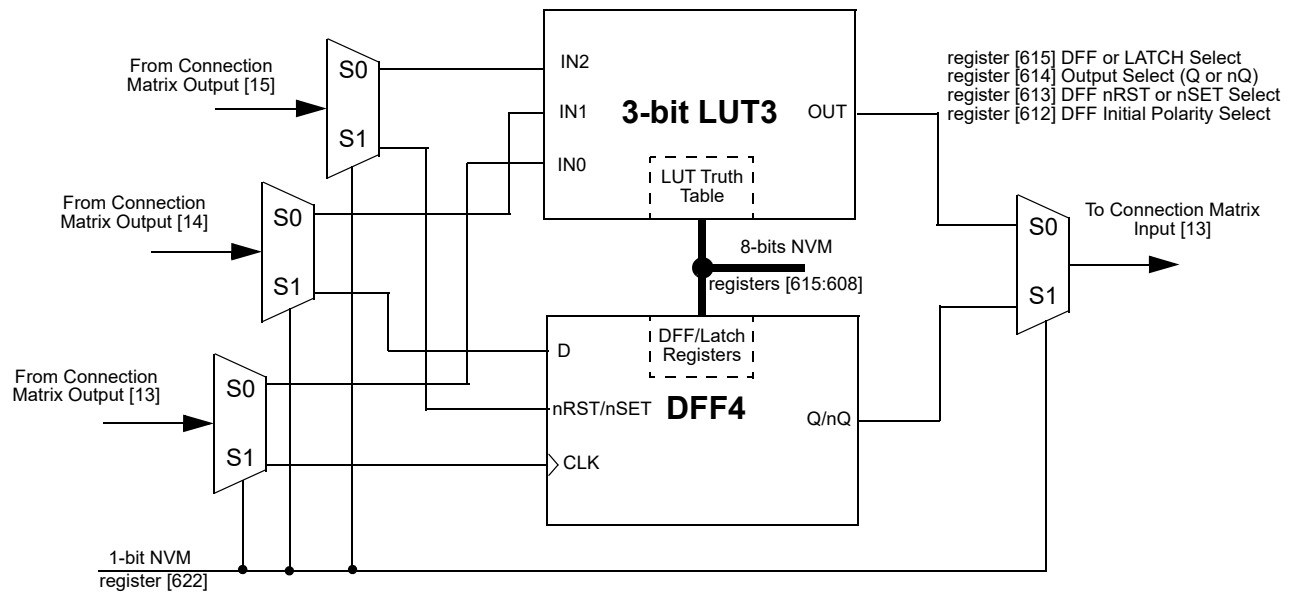 From Connection
Matrix Output [15]
S0
S1
IN2
IN1
IN0
3-bit LUT3
OUT
LUT Truth
Table
register [615] DFF or LATCH Select
register [614] Output Select (Q or nQ)
register [613] DFF nRST or nSET Select
register [612] DFF Initial Polarity Select
From Connection
Matrix Output [14]
S0
S1
8-bits NVM
registers [615:608]
S0
S1
To Connection Matrix
Input [13]
From Connection
Matrix Output [13]
S0
S1
D
nRST/nSET
CLK
DFF/Latch
Registers
DFF4
Q/nQ
1-bit NVM
register [622]